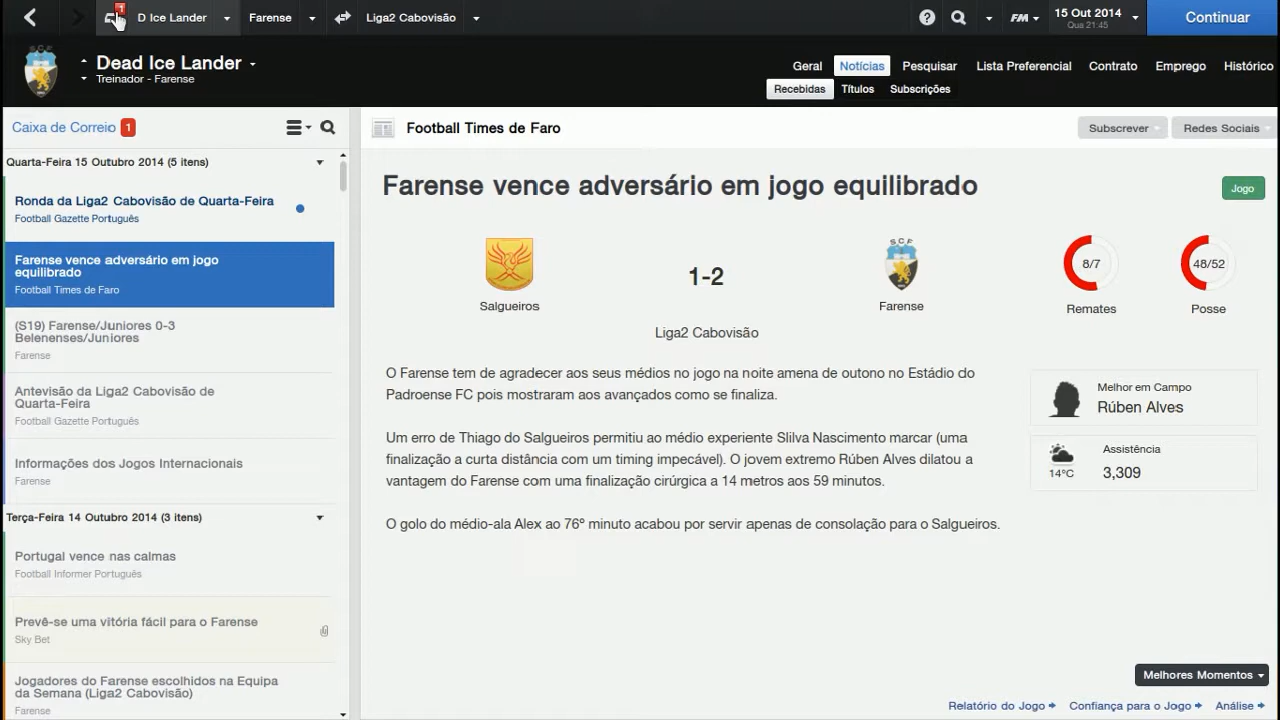 1
D Ice Lander
Farense
Liga2 Cabovisão
?
FM
15 Out 2014
Qua 21:45
Continuar
Dead Ice Lander
Treinador - Farense
Geral
Notícias
Pesquisar
Lista Preferencial
Contrato
Emprego
Histórico
Recebidas
Títulos
Subscrições
Caixa de Correio 1
Quarta-Feira 15 Outubro 2014 (5 itens)
Ronda da Liga2 Cabovisão de Quarta-Feira
Football Gazette Português
Farense vence adversário em jogo
equilibrado
Football Times de Faro
(S19) Farense/Juniores 0-3
Belenenses/Juniores
Farense
Antevisão da Liga2 Cabovisão de
Quarta-Feira
Football Gazette Português
Informações dos Jogos Internacionais
Farense
Terça-Feira 14 Outubro 2014 (3 itens)
Portugal vence nas calmas
Football Informer Português
Prevê-se uma vitória fácil para o Farense
Sky Bet
Jogadores do Farense escolhidos na Equipa
da Semana (Liga2 Cabovisão)
Farense
Football Times de Faro
Subscrever
Redes Sociais
Farense vence adversário em jogo equilibrado
Jogo
S.C.F.
1-2
8/7
48/52
Salgueiros
Farense
Remates
Posse
Liga2 Cabovisão
O Farense tem de agradecer aos seus médios no jogo na noite amena de outono no Estádio do
Padroense FC pois mostraram aos avançados como se finaliza.
Um erro de Thiago do Salgueiros permitiu ao médio experiente Slilva Nascimento marcar (uma
finalização a curta distância com um timing impecável). O jovem extremo Rúben Alves dilatou a
vantagem do Farense com uma finalização cirúrgica a 14 metros aos 59 minutos.
O golo do médio-ala Alex ao 76º minuto acabou por servir apenas de consolação para o Salgueiros.
Melhor em Campo
Rúben Alves
Assistência
14°C
3,309
Melhores Momentos
Relatório do Jogo
Confiança para o Jogo
Análise